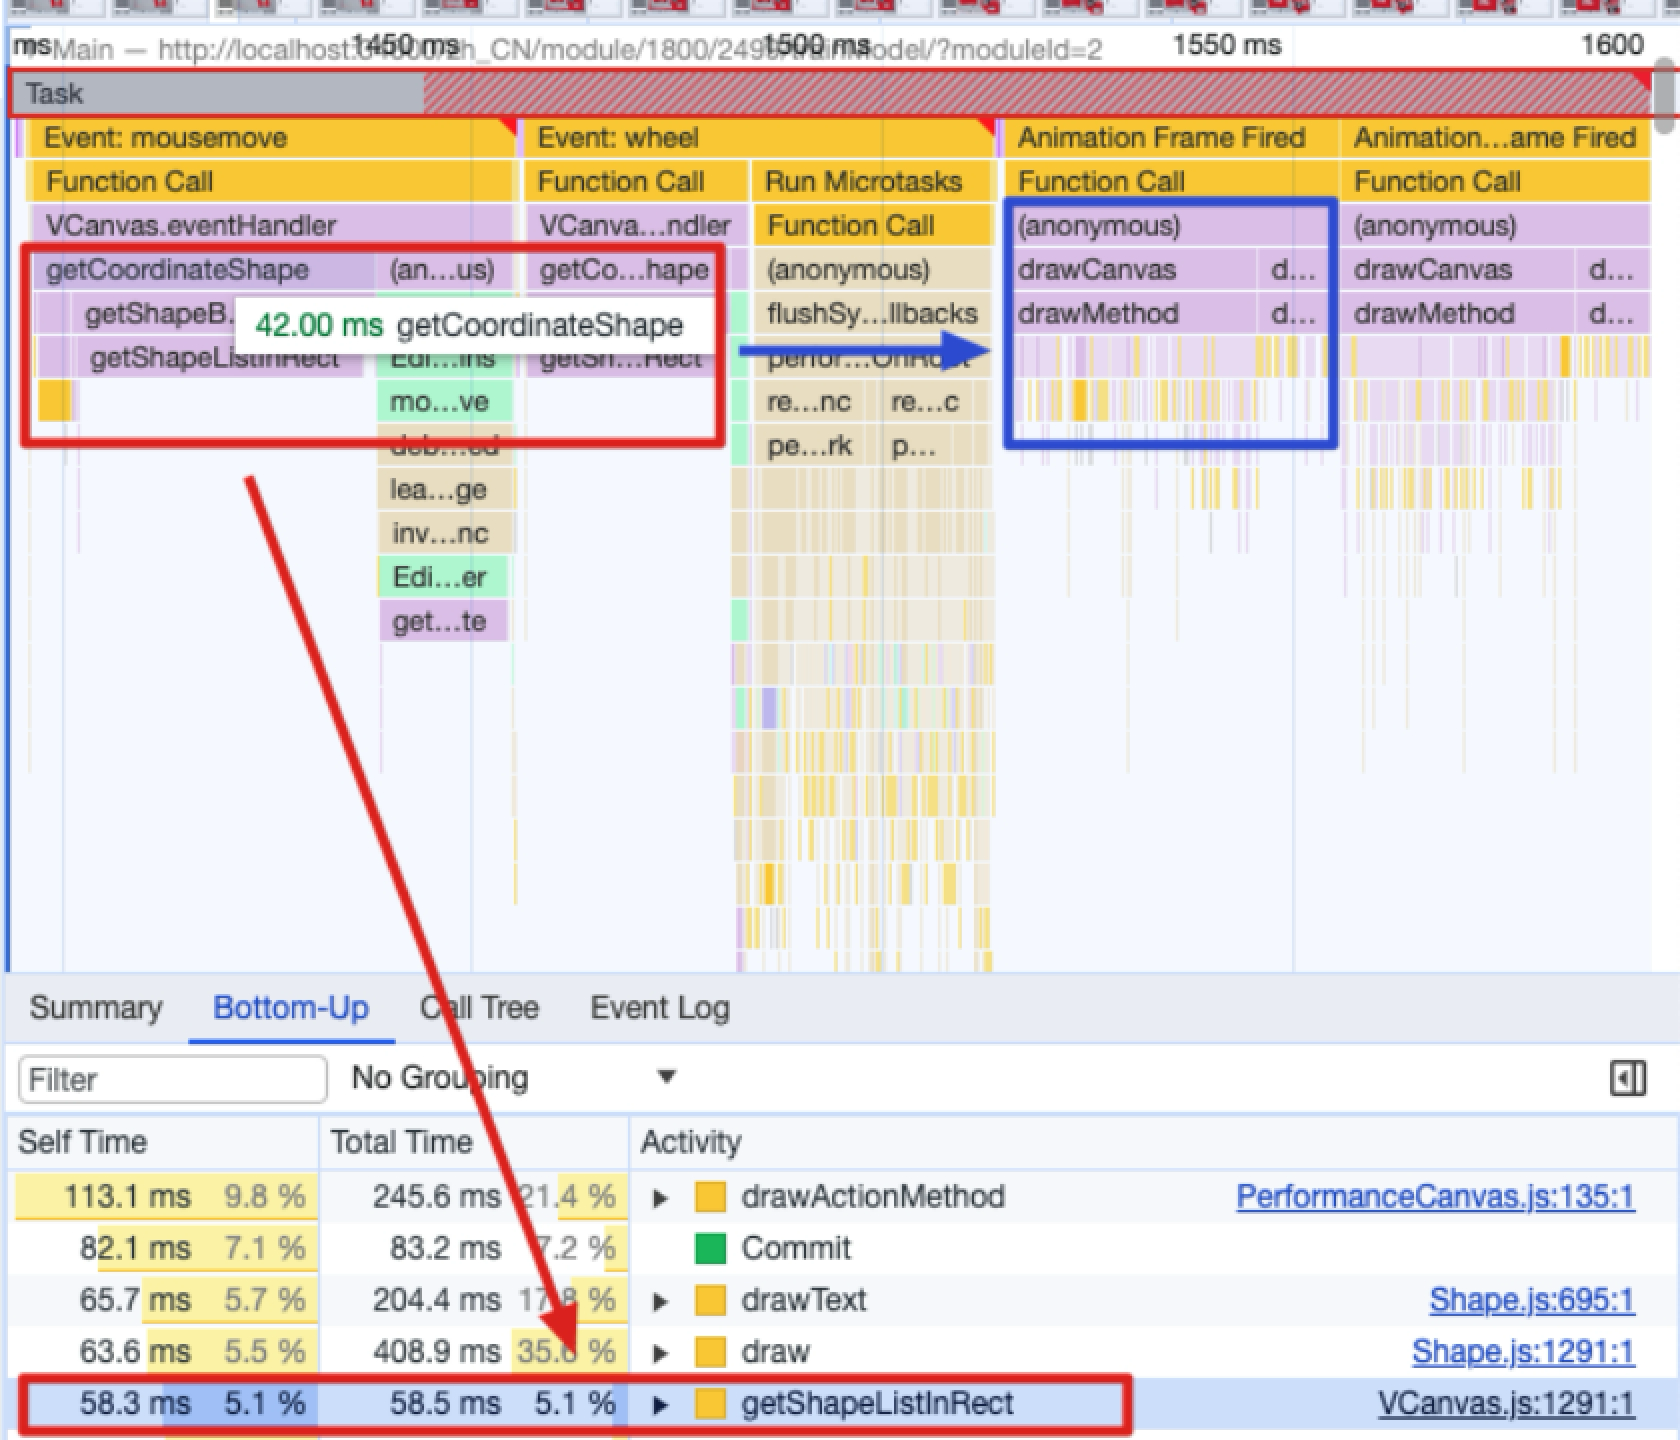 ms 1450 ms 1500 ms 1550 ms 1600
Main — http://localhost: zh_CN/module/1800/249 Model/?moduleId=2
Task
Event: mousemove Event: wheel Animation Frame Fired Animation...ame Fired
Function Call Function Call Run Microtasks Function Call Function Call
VCanvas.eventHandler VCanva...ndler Function Call (anonymous) (anonymous)
getCoordinateShape (an...us) getCo...hape (anonymous) drawCanvas d... drawCanvas d...
getShapeB. flushSy...llbacks drawMethod d... drawMethod d...
42.00 ms getCoordinateShape
getShapeListInRect Edi...ins getSh...Rect perfor...OnRoot
mo...ve re...nc re...c
deb...ed pe...rk p...
lea...ge
inv...nc
Edi...er
get...te
Summary Bottom-Up Call Tree Event Log
Filter No Grouping
Self Time Total Time Activity
113.1 ms 9.8 % 245.6 ms 21.4 % drawActionMethod PerformanceCanvas.js:135:1
82.1 ms 7.1 % 83.2 ms 7.2 % Commit
65.7 ms 5.7 % 204.4 ms 17.8 % drawText Shape.js:695:1
63.6 ms 5.5 % 408.9 ms 35.6 % draw Shape.js:1291:1
58.3 ms 5.1 % 58.5 ms 5.1 % getShapeListInRect VCanvas.js:1291:1